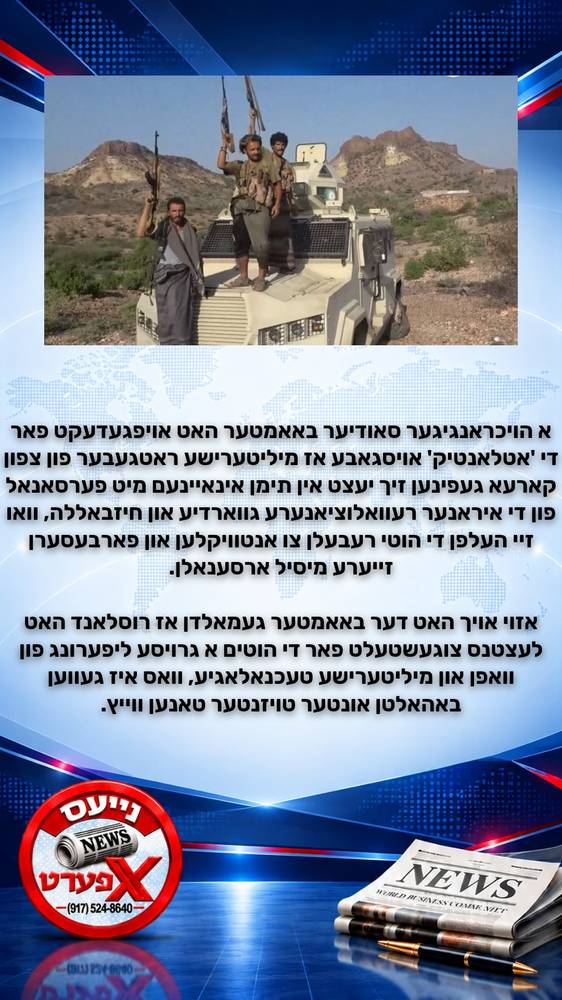 א הויכראנגיגער סאודיער באאמטער האט אויפגעדעקט פאר
די 'אטלאנטיק' אויסגאבע אז מיליטערישע ראטגעבער פון צפון
קארעא געפינען זיך יעצט אין תימן אינאיינעם מיט פערסאנאל
פון די איראנער רעוואלוציאנערע גווארדיע און חיזבאללה, וואו
זיי העלפן די הוטי רעבעלן צו אנטוויקלען און פארבעסערן
זייערע מיסיל ארסענאלן.
אזוי אויך האט דער באאמטער געמאלדן אז רוסלאנד האט
לעצטנס צוגעשטעלט פאר די הוטים א גרויסע ליפערונג פון
וואפן און מיליטערישע טעכנאלאגיע, וואס איז געווען
באהאלטן אונטער טויזנטער טאנען ווייץ.
נייעס
NEWS
Xפערט
(917) 524-8640
NEWS
WORLD BUSINESS